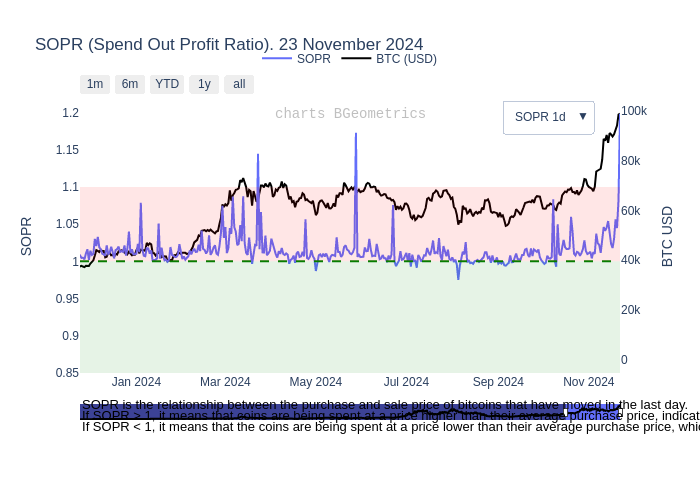 SOPR (Spend Out Profit Ratio). 23 November 2024
SOPR BTC (USD)
1m 6m YTD 1y all
charts BGeometrics
SOPR 1d ▼
1.2
1.15
1.1
1.05
1
0.95
0.9
0.85
SOPR
100k
80k
60k
40k
20k
0
BTC USD
Jan 2024 Mar 2024 May 2024 Jul 2024 Sep 2024 Nov 2024
SOPR is the relationship between the purchase and sale price of bitcoins that have moved in the last day.
If SOPR > 1, it means that coins are being spent at a price higher than their average purchase price, indicat
If SOPR < 1, it means that the coins are being spent at a price lower than their average purchase price, whic